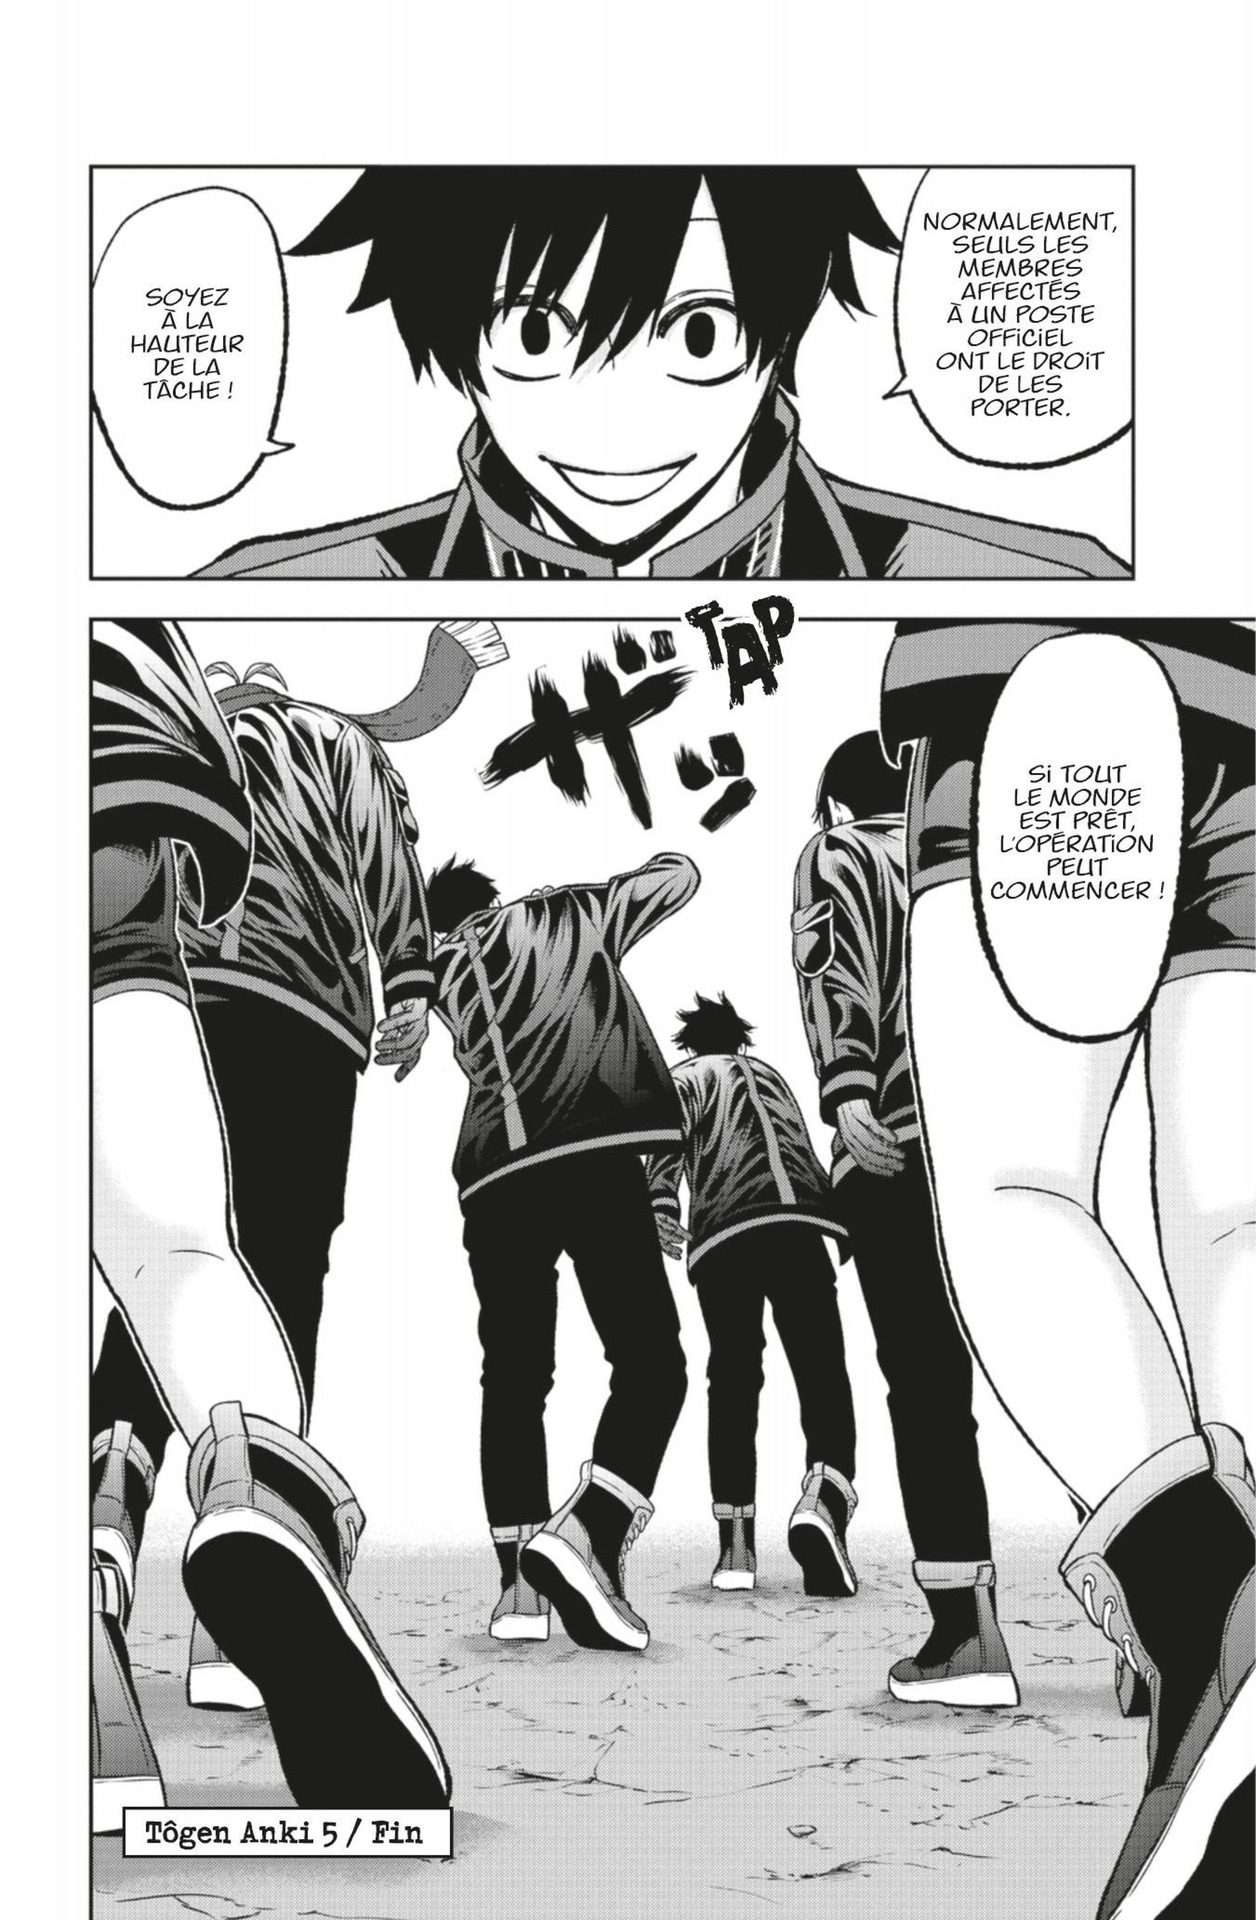 NORMALEMENT,
SEULS LES
MEMBRES
AFFECTÉS
À UN POSTE
OFFICIEL
ONT LE DROIT
DE LES
PORTER.
SOYEZ
À LA
HAUTEUR
DE LA
TÂCHE !
TAP
ザッ
SI TOUT
LE MONDE
EST PRÊT,
L'OPÉRATION
PEUT
COMMENCER !
Tôgen Anki 5 / Fin